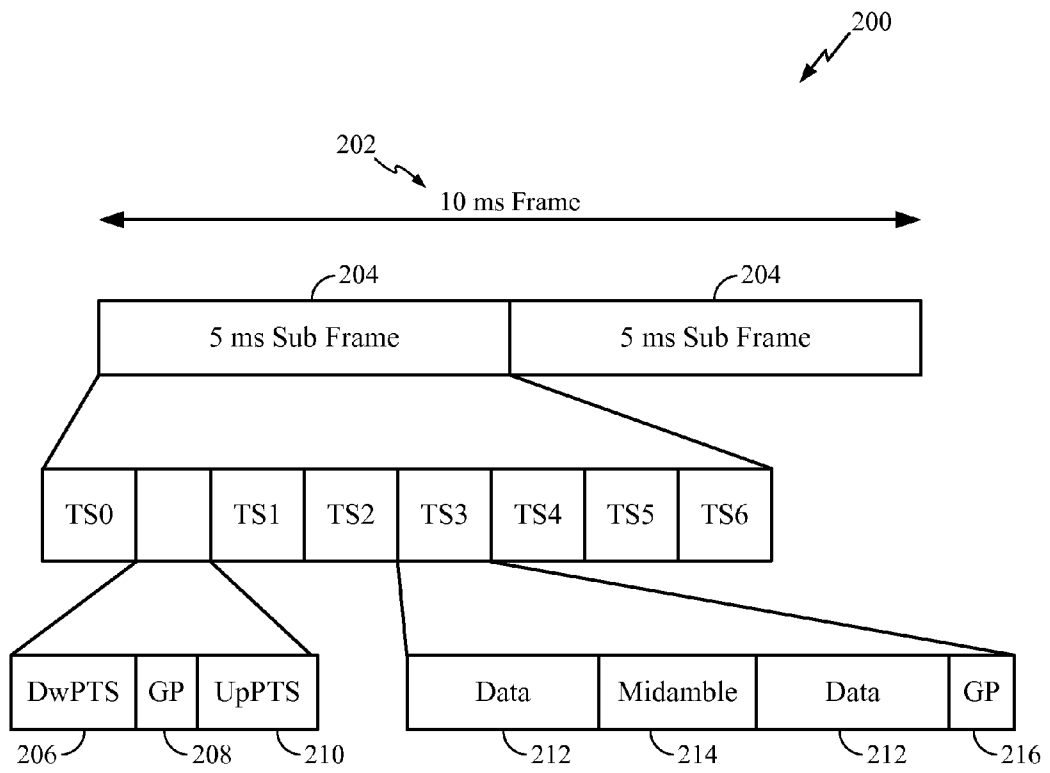 200
202
10 ms Frame
204 204
5 ms Sub Frame 5 ms Sub Frame
TS0 TS1 TS2 TS3 TS4 TS5 TS6
DwPTS GP UpPTS Data Midamble Data GP
206 208 210 212 214 212 216